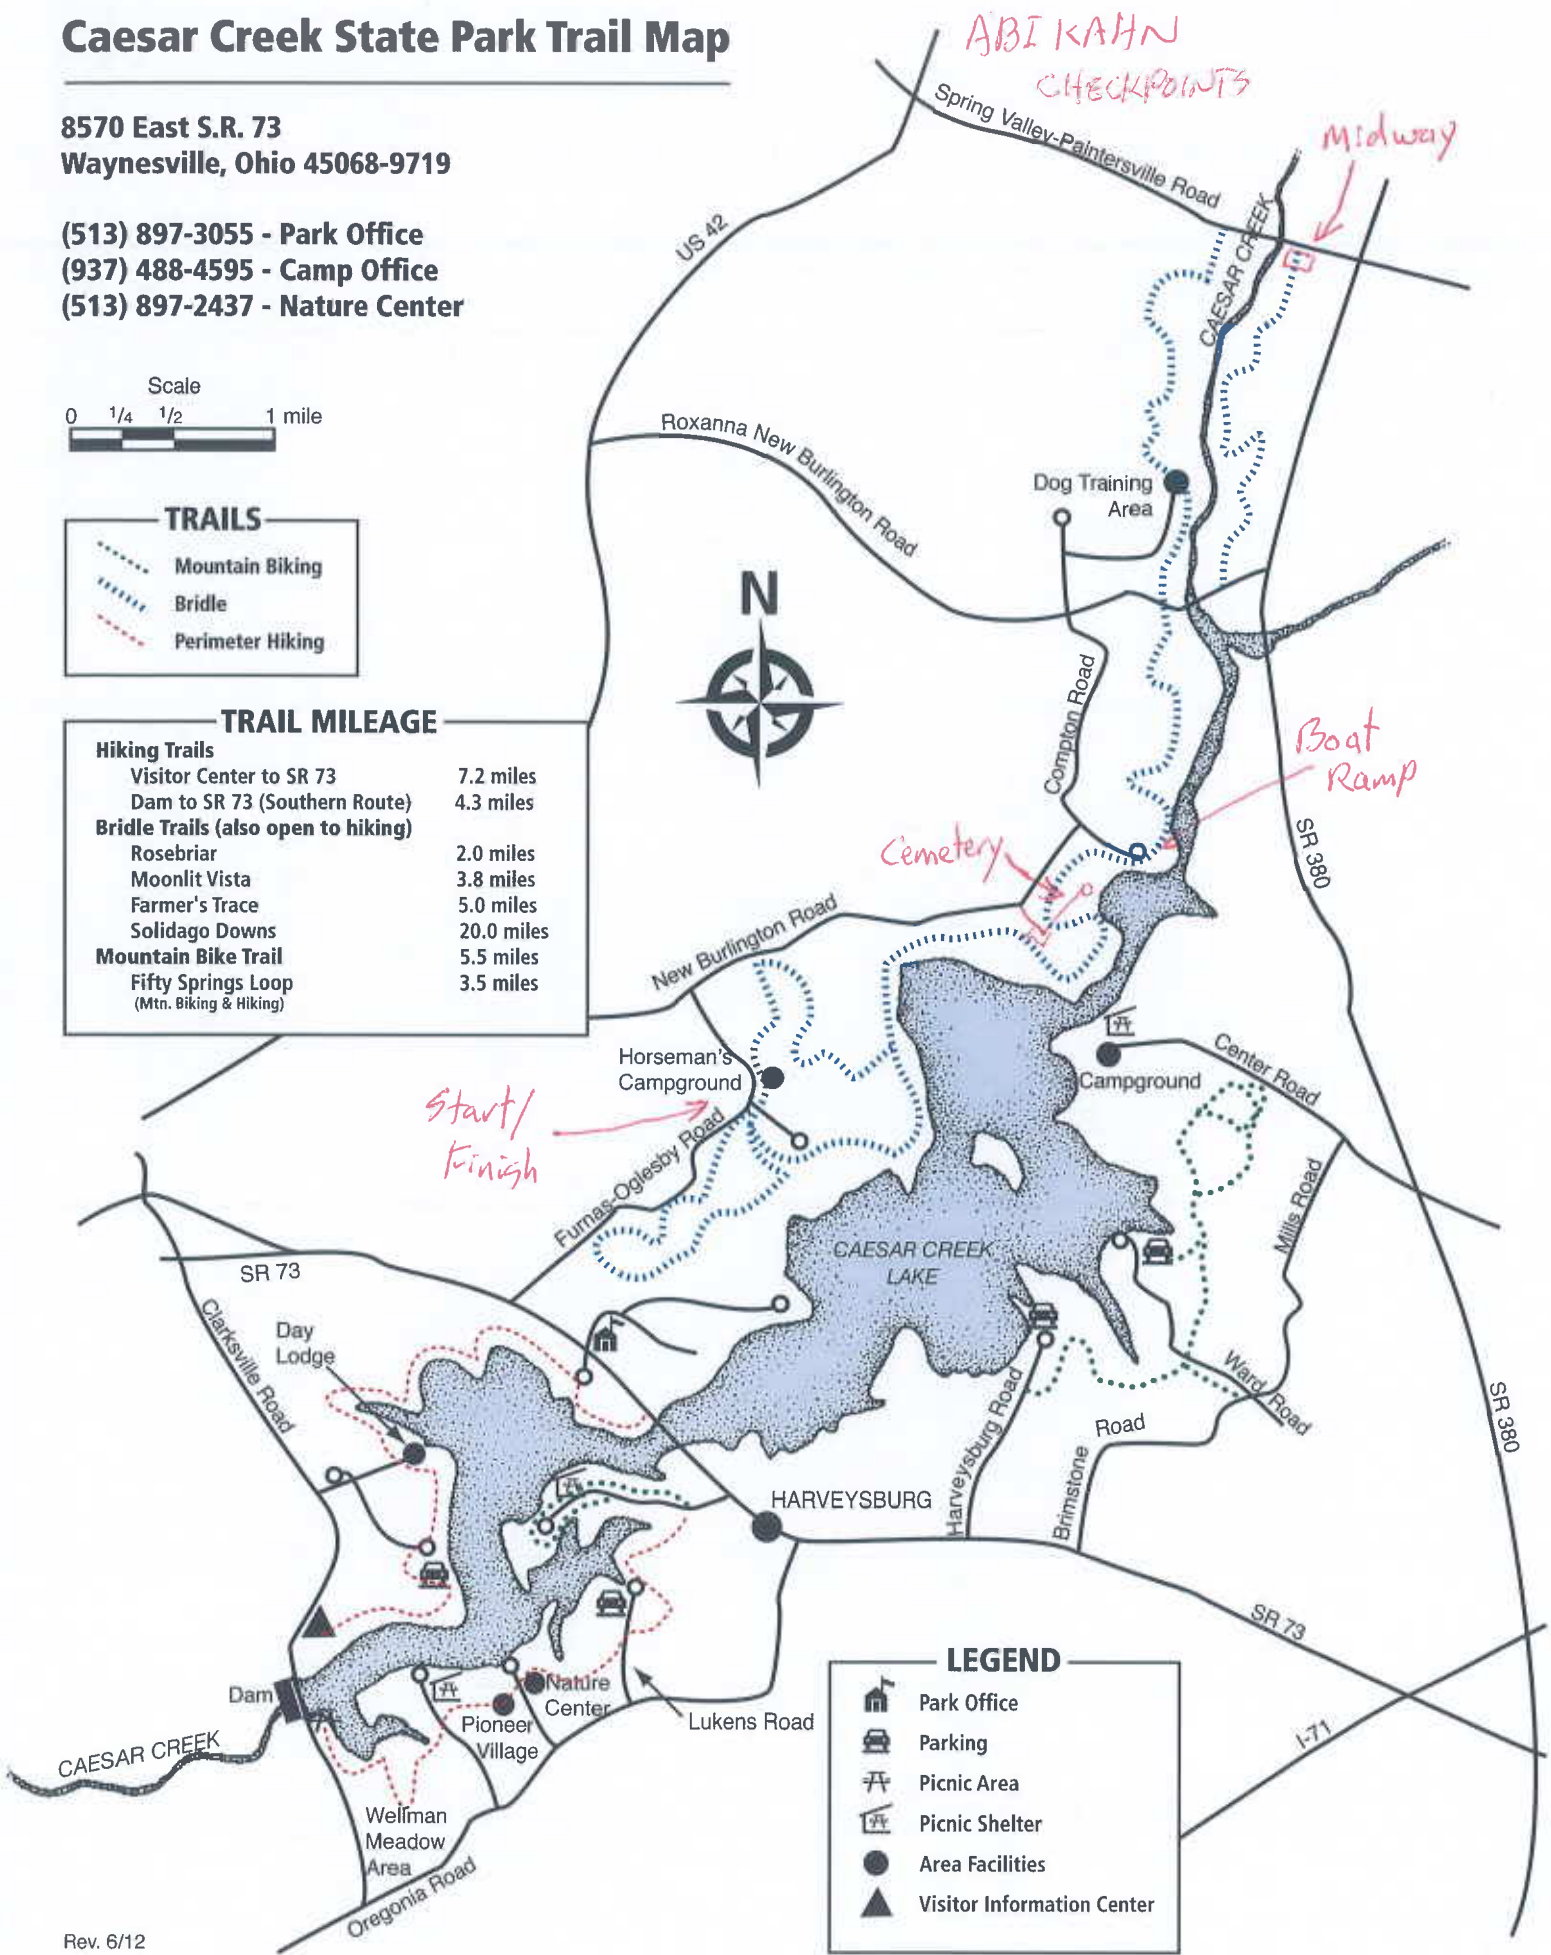 Caesar Creek State Park Trail Map
ABI KAHN
CHECKPOINTS
8570 East S.R. 73
Waynesville, Ohio 45068-9719
(513) 897-3055 - Park Office
(937) 488-4595 - Camp Office
(513) 897-2437 - Nature Center
Spring Valley-Paintersville Road
Midway
CAESAR CREEK
US 42
Scale
0 1/4 1/2 1 mile
Roxanna New Burlington Road
Dog Training
Area
TRAILS
Mountain Biking
Bridle
Perimeter Hiking
N
Compton Road
Boat
Ramp
TRAIL MILEAGE
Hiking Trails
Visitor Center to SR 73 7.2 miles
Dam to SR 73 (Southern Route) 4.3 miles
Bridle Trails (also open to hiking)
Rosebriar 2.0 miles
Moonlit Vista 3.8 miles
Farmer's Trace 5.0 miles
Solidago Downs 20.0 miles
Mountain Bike Trail 5.5 miles
Fifty Springs Loop 3.5 miles
(Mtn. Biking & Hiking)
Cemetery
SR 380
New Burlington Road
Horseman's
Campground
Start/
Finish
Furnas-Oglesby Road
Campground
Center Road
Mills Road
CAESAR CREEK
LAKE
SR 73
Clarksville Road
Day
Lodge
Ward Road
Harveysburg Road
Brimstone
Road
SR 380
HARVEYSBURG
SR 73
I-71
Dam
CAESAR CREEK
Nature
Center
Pioneer
Village
Lukens Road
Wellman
Meadow
Area
Oregonia Road
LEGEND
Park Office
Parking
Picnic Area
Picnic Shelter
Area Facilities
Visitor Information Center
Rev. 6/12